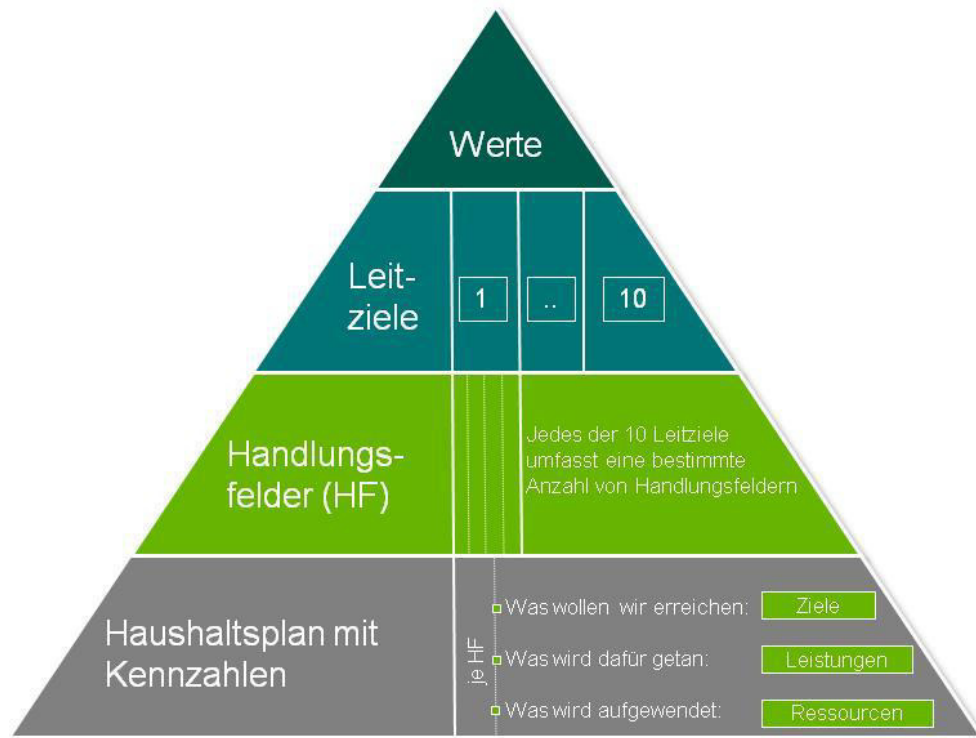 Werte
Leit-
ziele
1
..
10
Handlungs-
felder (HF)
Jedes der 10 Leitziele
umfasst eine bestimmte
Anzahl von Handlungsfeldern
Haushaltsplan mit
Kennzahlen
je HF
Was wollen wir erreichen: Ziele
Was wird dafür getan: Leistungen
Was wird aufgewendet: Ressourcen